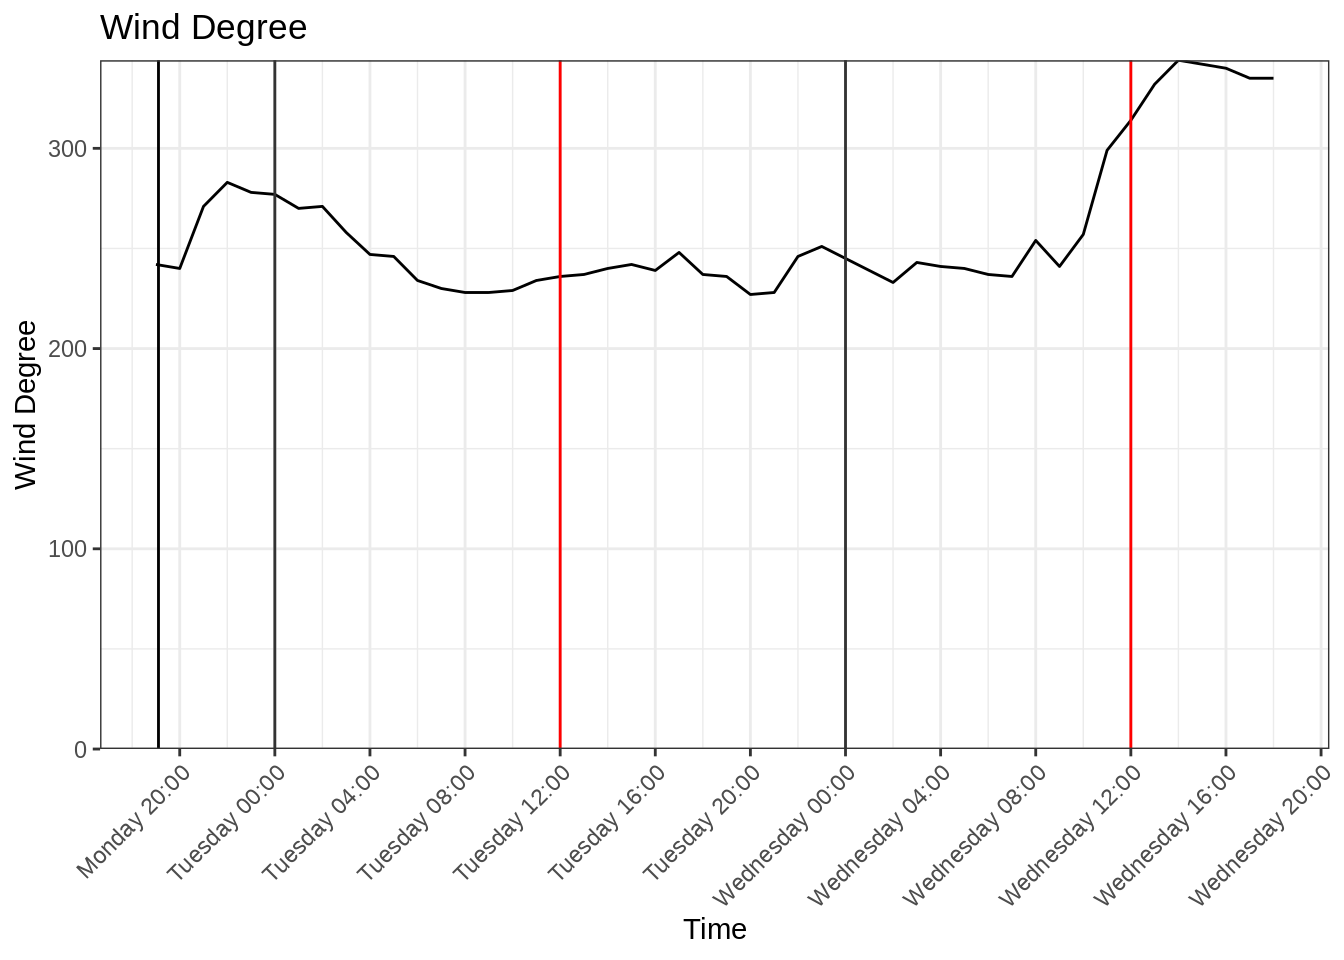 Wind Degree
Wind Degree
300
200
100
0
Monday 20:00
Tuesday 00:00
Tuesday 04:00
Tuesday 08:00
Tuesday 12:00
Tuesday 16:00
Tuesday 20:00
Wednesday 00:00
Wednesday 04:00
Wednesday 08:00
Wednesday 12:00
Wednesday 16:00
Wednesday 20:00
Time